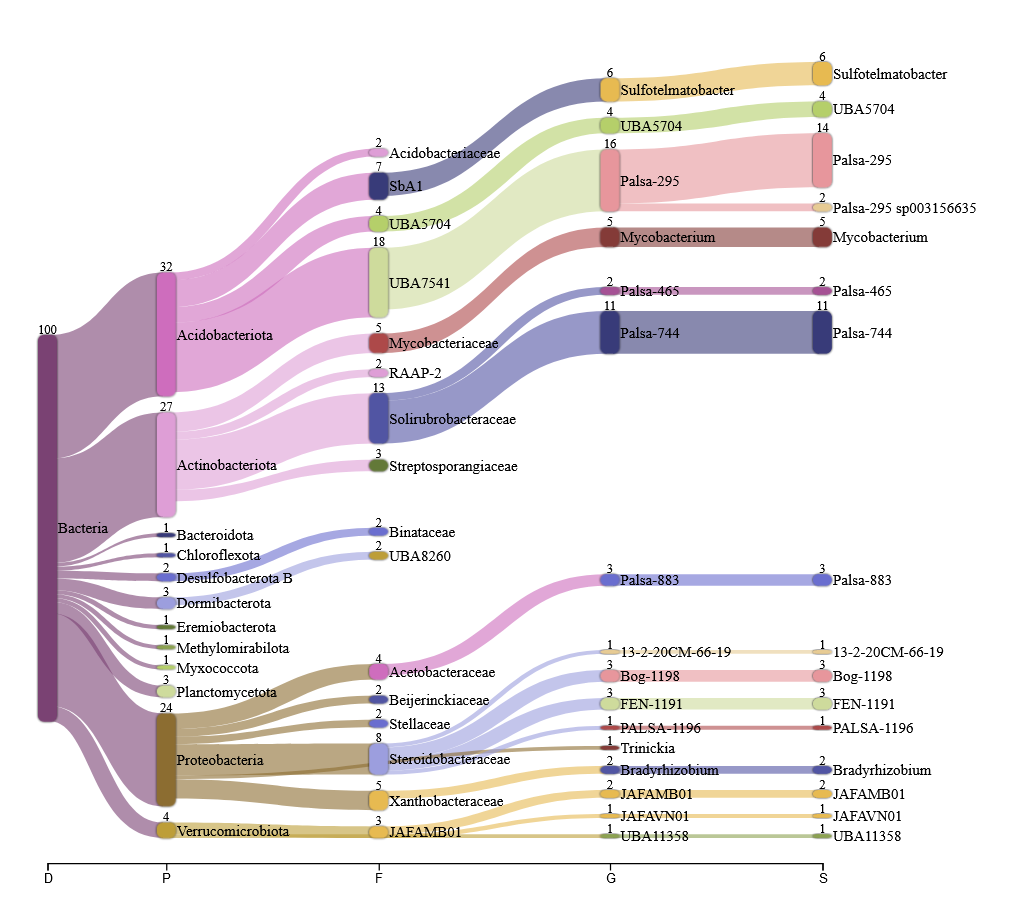 100
Bacteria
32
Acidobacteriota
27
Actinobacteriota
1
Bacteroidota
1
Chloroflexota
2
Desulfobacterota B
3
Dormibacterota
1
Eremiobacterota
1
Methylomirabilota
1
Myxococcota
3
Planctomycetota
24
Proteobacteria
4
Verrucomicrobiota
2
Acidobacteriaceae
7
SbA1
4
UBA5704
18
UBA7541
5
Mycobacteriaceae
2
RAAP-2
13
Solirubrobacteraceae
3
Streptosporangiaceae
2
Binataceae
2
UBA8260
4
Acetobacteraceae
2
Beijerinckiaceae
2
Stellaceae
8
Steroidobacteraceae
5
Xanthobacteraceae
3
JAFAMB01
6
Sulfotelmatobacter
4
UBA5704
16
Palsa-295
5
Mycobacterium
2
Palsa-465
11
Palsa-744
3
Palsa-883
1
13-2-20CM-66-19
3
Bog-1198
3
FEN-1191
1
PALSA-1196
1
Trinickia
2
Bradyrhizobium
2
JAFAMB01
1
JAFAVN01
1
UBA11358
6
Sulfotelmatobacter
4
UBA5704
14
Palsa-295
2
Palsa-295 sp003156635
5
Mycobacterium
2
Palsa-465
11
Palsa-744
3
Palsa-883
1
13-2-20CM-66-19
3
Bog-1198
3
FEN-1191
1
PALSA-1196
2
Bradyrhizobium
2
JAFAMB01
1
JAFAVN01
1
UBA11358
D P F G S